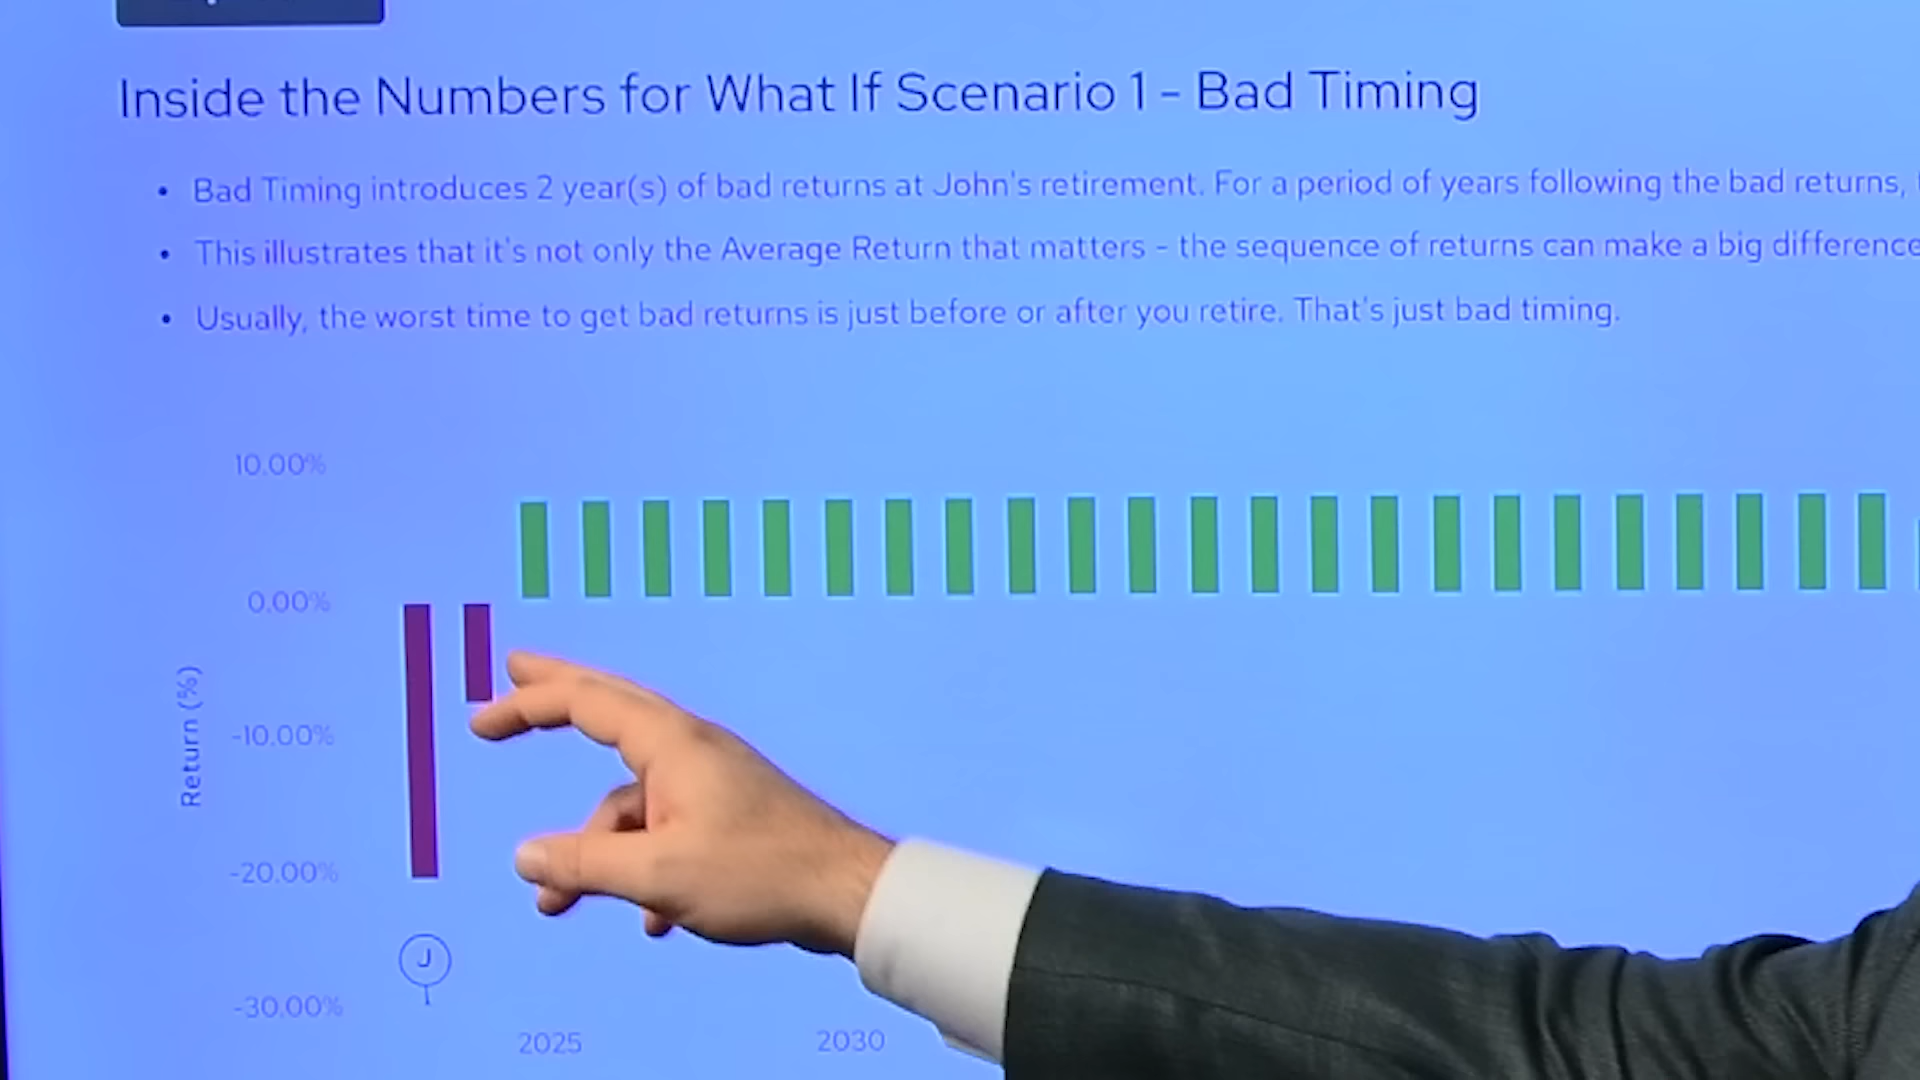 Inside the Numbers for What If Scenario 1 - Bad Timing
• Bad Timing introduces 2 year(s) of bad returns at John's retirement. For a period of years following the bad returns,
• This illustrates that it's not only the Average Return that matters - the sequence of returns can make a big difference
• Usually, the worst time to get bad returns is just before or after you retire. That's just bad timing.
10.00%
0.00%
Return (%)
-10.00%
-20.00%
J
-30.00%
2025 2030